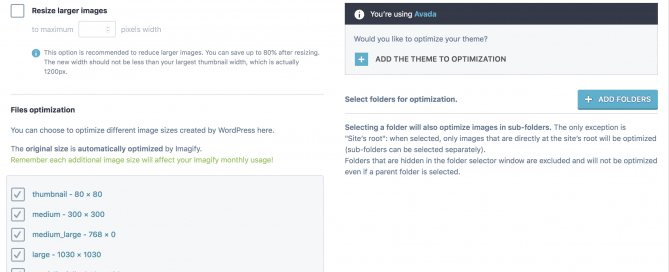 Resize larger images
to maximum pixels width
This option is recommended to reduce larger images. You can save up to 80% after resizing.
The new width should not be less than your largest thumbnail width, which is actually
1200px.
Files optimization
You can choose to optimize different image sizes created by WordPress here.
The original size is automatically optimized by Imagify.
Remember each additional image size will affect your Imagify monthly usage!
thumbnail - 80 × 80
medium - 300 × 300
medium_large - 768 × 0
large - 1030 × 1030
You're using Avada
Would you like to optimize your theme?
ADD THE THEME TO OPTIMIZATION
Select folders for optimization.
ADD FOLDERS
Selecting a folder will also optimize images in sub-folders. The only exception is
"Site's root": when selected, only images that are directly at the site's root will be optimized
(sub-folders can be selected separately).
Folders that are hidden in the folder selector window are excluded and will not be optimized
even if a parent folder is selected.